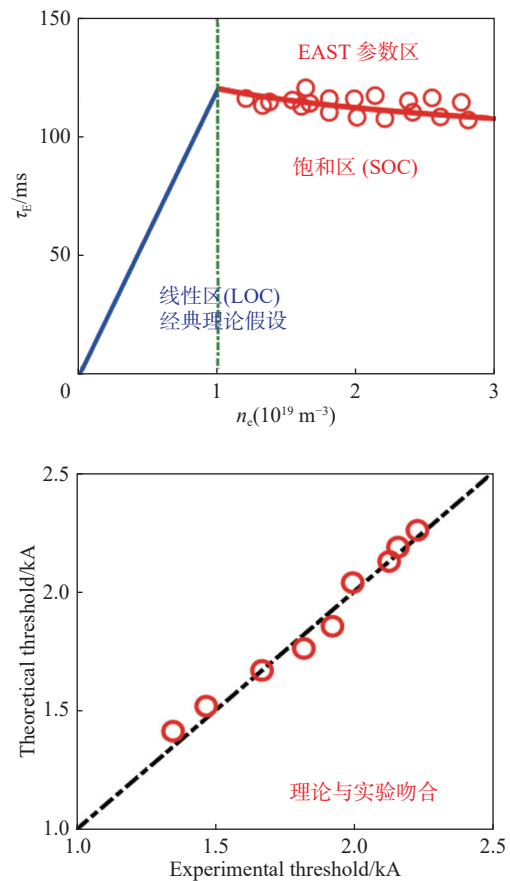 150
EAST 参数区
100
饱和区 (SOC)
τE/ms
50
线性区(LOC)
经典理论假设
0
1
2
3
nₑ(10¹⁹ m⁻³)
2.5
2.0
Theoretical threshold/kA
1.5
理论与实验吻合
1.0
1.0
1.5
2.0
2.5
Experimental threshold/kA